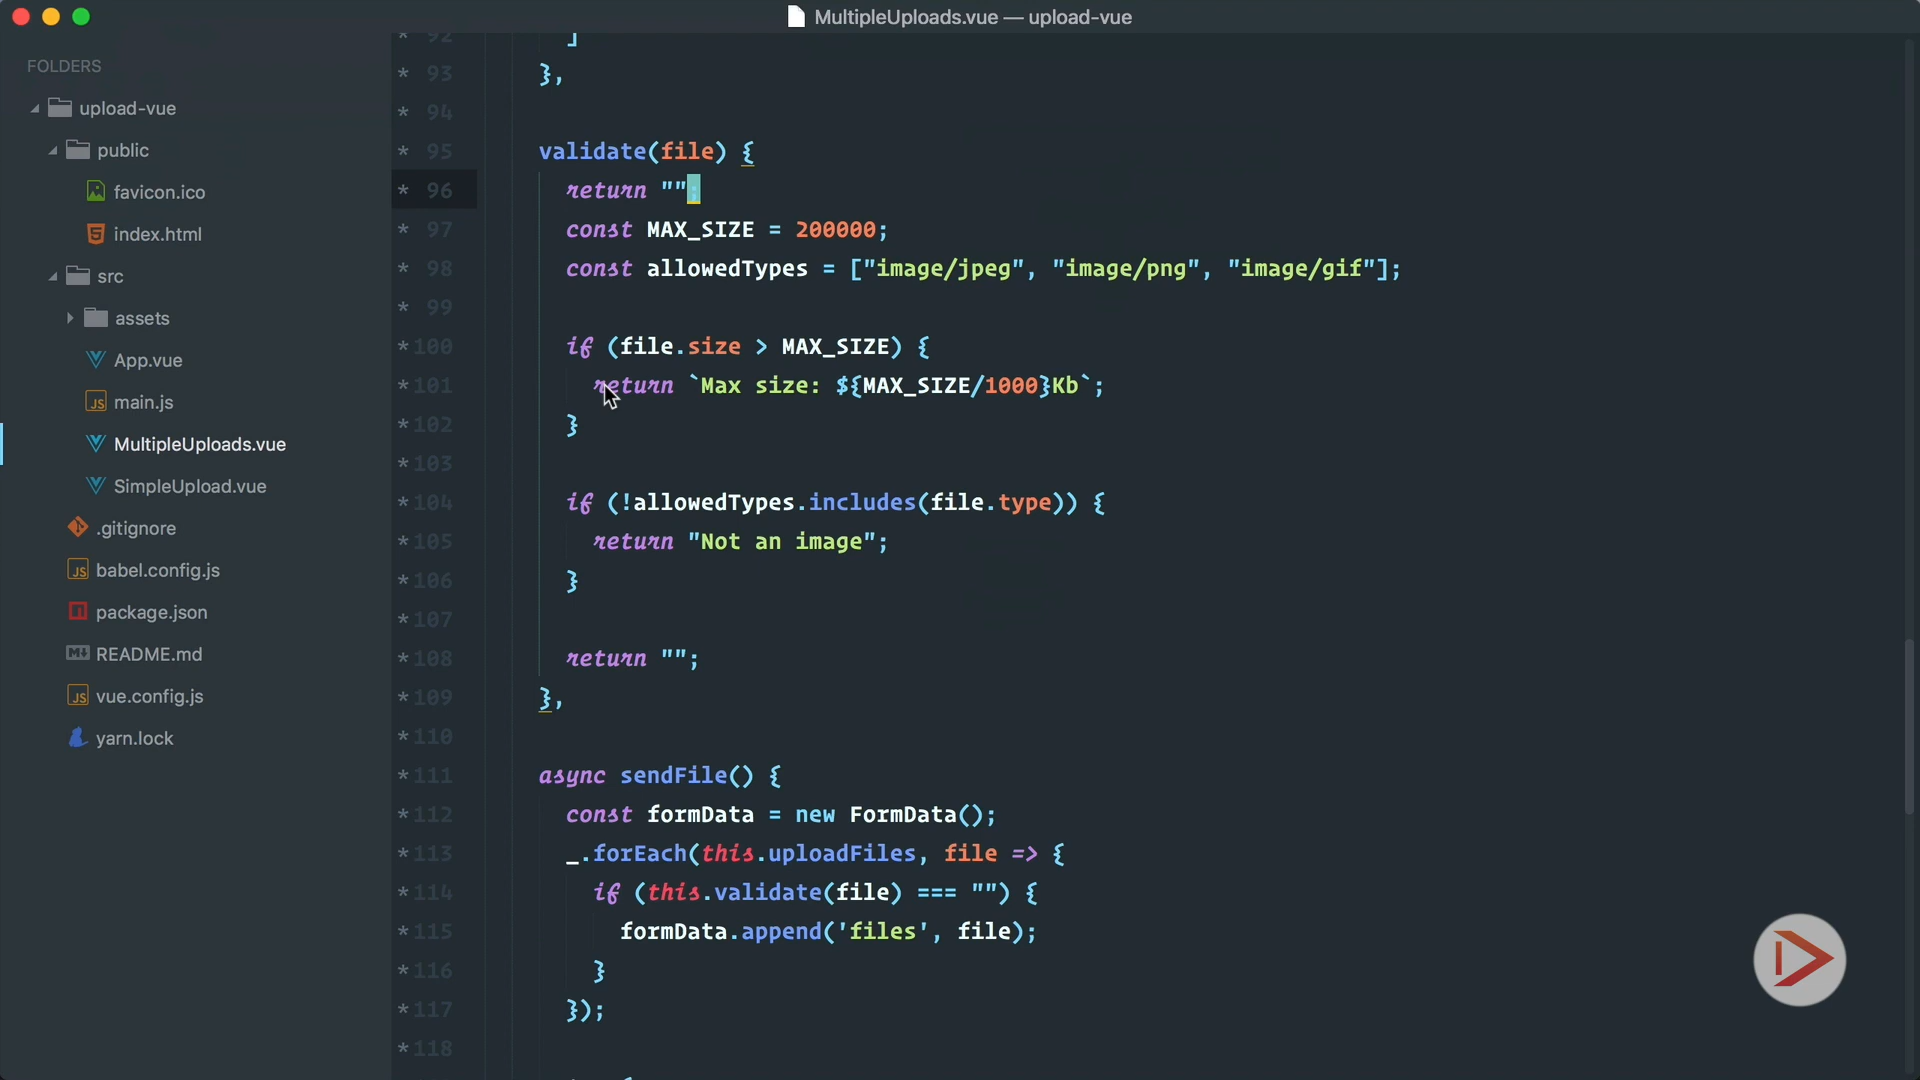 MultipleUploads.vue — upload-vue
FOLDERS
upload-vue
public
favicon.ico
index.html
src
assets
App.vue
main.js
MultipleUploads.vue
SimpleUpload.vue
.gitignore
babel.config.js
package.json
README.md
vue.config.js
yarn.lock
* 92 ]
* 93 },
* 94
* 95 validate(file) {
* 96 return "";
* 97 const MAX_SIZE = 200000;
* 98 const allowedTypes = ["image/jpeg", "image/png", "image/gif"];
* 99
*100 if (file.size > MAX_SIZE) {
*101 return `Max size: ${MAX_SIZE/1000}Kb`;
*102 }
*103
*104 if (!allowedTypes.includes(file.type)) {
*105 return "Not an image";
*106 }
*107
*108 return "";
*109 },
*110
*111 async sendFile() {
*112 const formData = new FormData();
*113 _.forEach(this.uploadFiles, file => {
*114 if (this.validate(file) === "") {
*115 formData.append('files', file);
*116 }
*117 });
*118